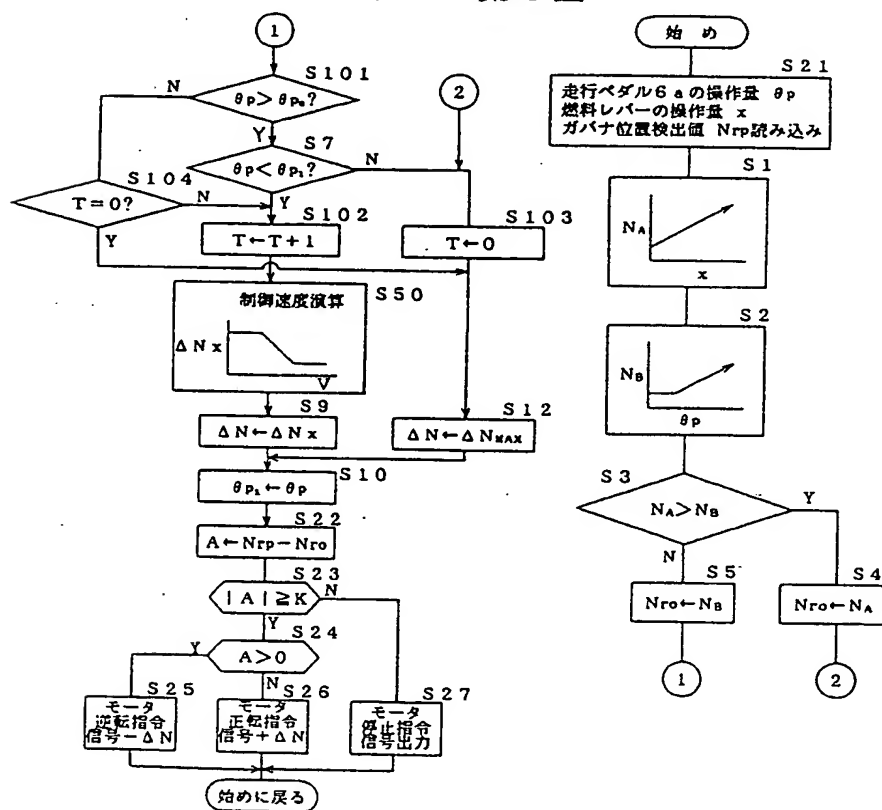 始め
S21
走行ペダル6aの操作量 θp
燃料レバーの操作量 x
ガバナ位置検出値 Nrp読み込み
S1
NA
x
S2
NB
θp
S3
NA>NB
Y
N
S5
Nro←NB
S4
Nro←NA
1
2
1
S101
θp>θp0?
N
Y
2
S7
θp<θp1?
N
Y
S104
T=0?
N
Y
S102
T←T+1
S103
T←0
S50
制御速度演算
ΔNx
V
S9
ΔN←ΔNx
S12
ΔN←ΔNMAX
S10
θp1←θp
S22
A←Nrp-Nro
S23
|A|≧K
N
Y
S24
A>0
Y
N
S25
モータ
逆転指令
信号-ΔN
S26
モータ
正転指令
信号+ΔN
S27
モータ
停止指令
信号出力
始めに戻る